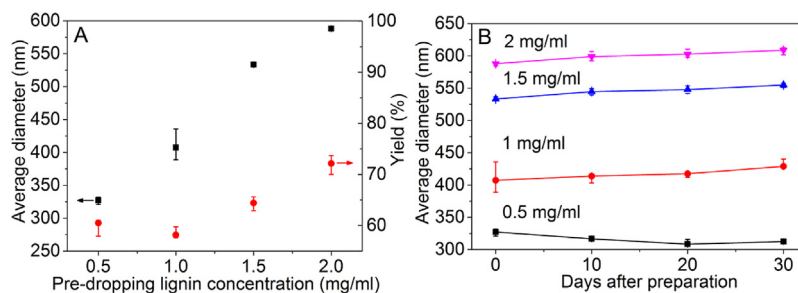 A
Average diameter (nm)
600
550
500
450
400
350
300
250
100
90
80
70
60
Yield (%)
0.5 1.0 1.5 2.0
Pre-dropping lignin concentration (mg/ml)
B
Average diameter (nm)
650
600
550
500
450
400
350
300
2 mg/ml
1.5 mg/ml
1 mg/ml
0.5 mg/ml
0 10 20 30
Days after preparation